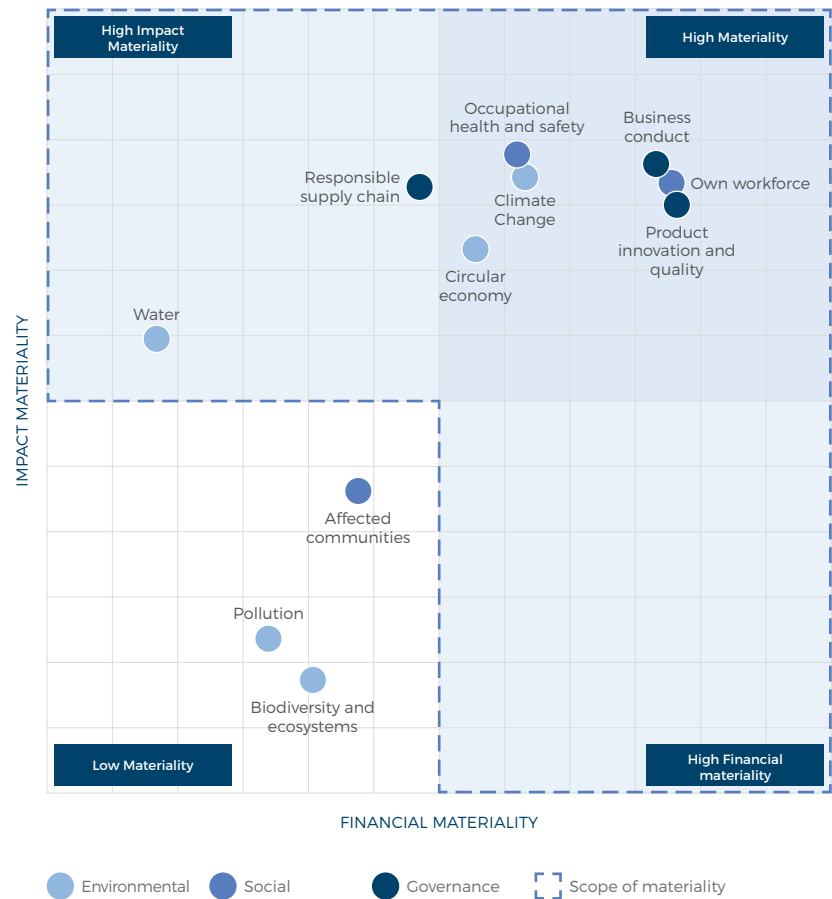 High Impact
Materiality
High Materiality
Occupational
health and safety
Business
conduct
Responsible
supply chain
Own workforce
Climate
Change
Product
innovation and
quality
Circular
economy
Water
IMPACT MATERIALITY
Affected
communities
Pollution
Biodiversity and
ecosystems
Low Materiality
High Financial
materiality
FINANCIAL MATERIALITY
Environmental
Social
Governance
Scope of materiality